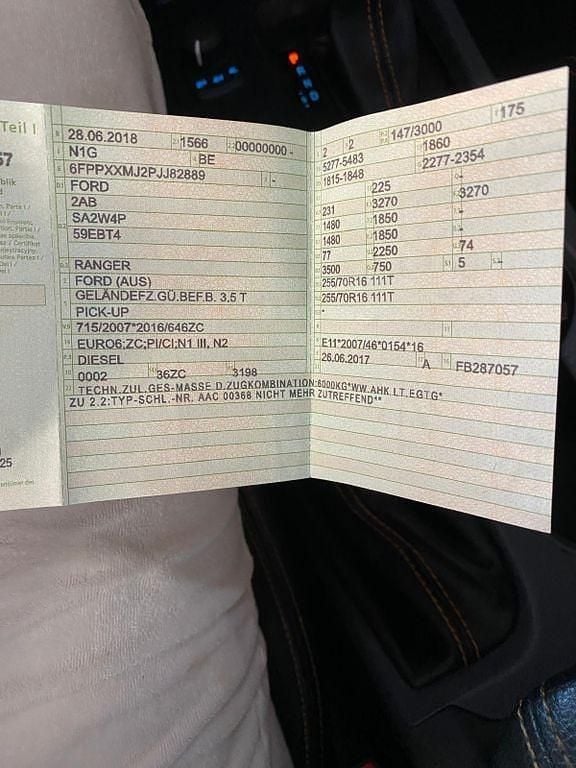 Teil I
57
blik
25
28.06.2018 1566 00000000 -
N1G BE
6FPPXXMJ2PJJ82889 -
FORD
2AB
SA2W4P
59EBT4
RANGER
FORD (AUS)
GELÄNDEFZ.GÜ.BEF.B. 3.5 T
PICK-UP
715/2007*2016/646ZC
EURO6;ZC;PI/CI;N1 III, N2
DIESEL
0002 36ZC 3198
TECHN.ZUL.GES-MASSE D.ZUGKOMBINATION:6000KG*WW.AHK LT.EGTG*
ZU 2.2:TYP-SCHL.-NR. AAC 00368 NICHT MEHR ZUTREFFEND**
2 2 147/3000 175
5277-5483 1860
1815-1848 2277-2354
225 -
231 3270 3270
1480 1850 -
1480 1850 -
77 2250 74
3500 750 5 -
255/70R16 111T
255/70R16 111T
-
E11*2007/46*0154*16
26.06.2017 A FB287057